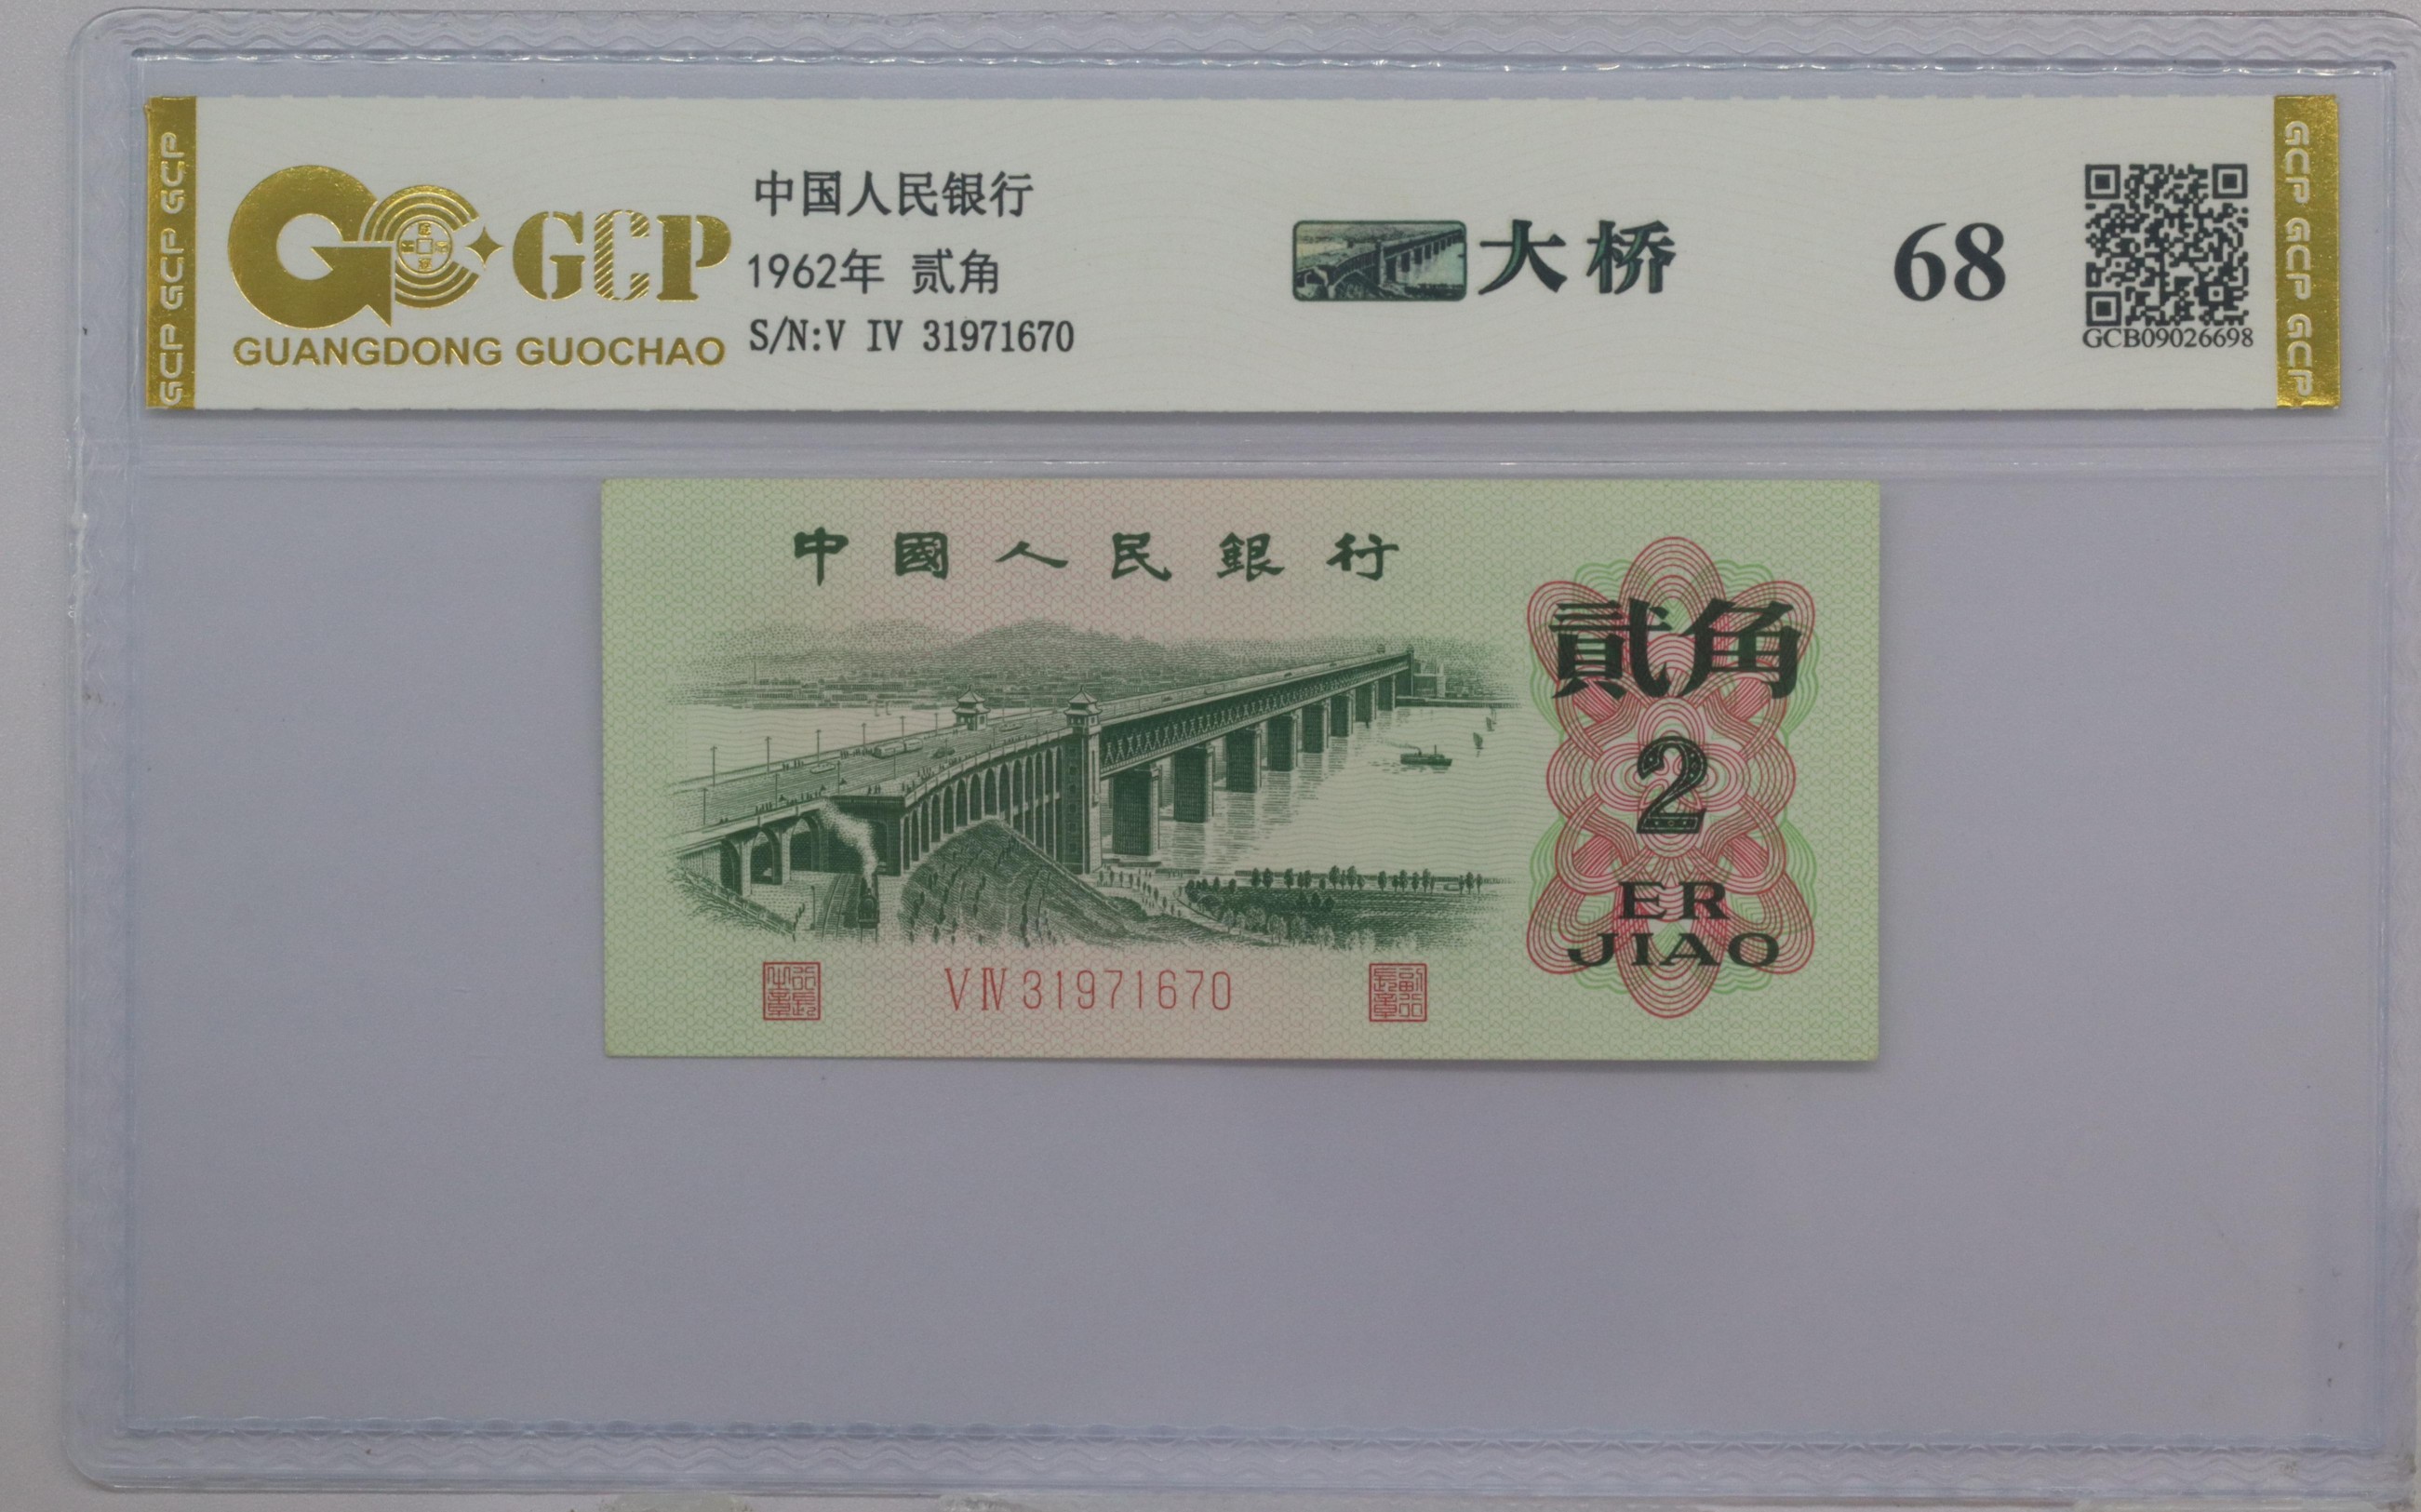 GCP GCP GCP
GCP
GUANGDONG GUOCHAO
中国人民银行
1962年 贰角
S/N:V IV 31971670
大桥
68
GCB09026698
GCP GCP GCP
中國人民銀行
貳角
2
ER
JIAO
V IV 31971670